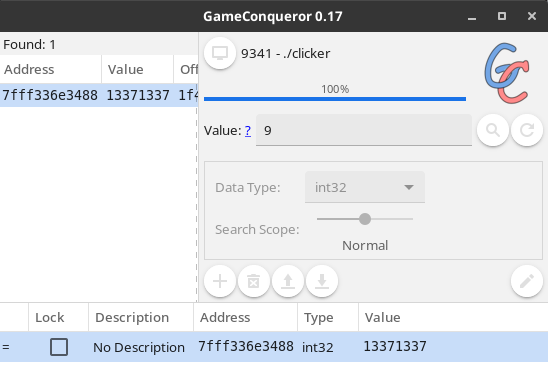 GameConqueror 0.17
Found: 1
Address Value Off
7fff336e3488 13371337 1f4
9341 - ./clicker
100%
Value: ? 9
Data Type: int32
Search Scope:
Normal
Lock Description Address Type Value
= No Description 7fff336e3488 int32 13371337